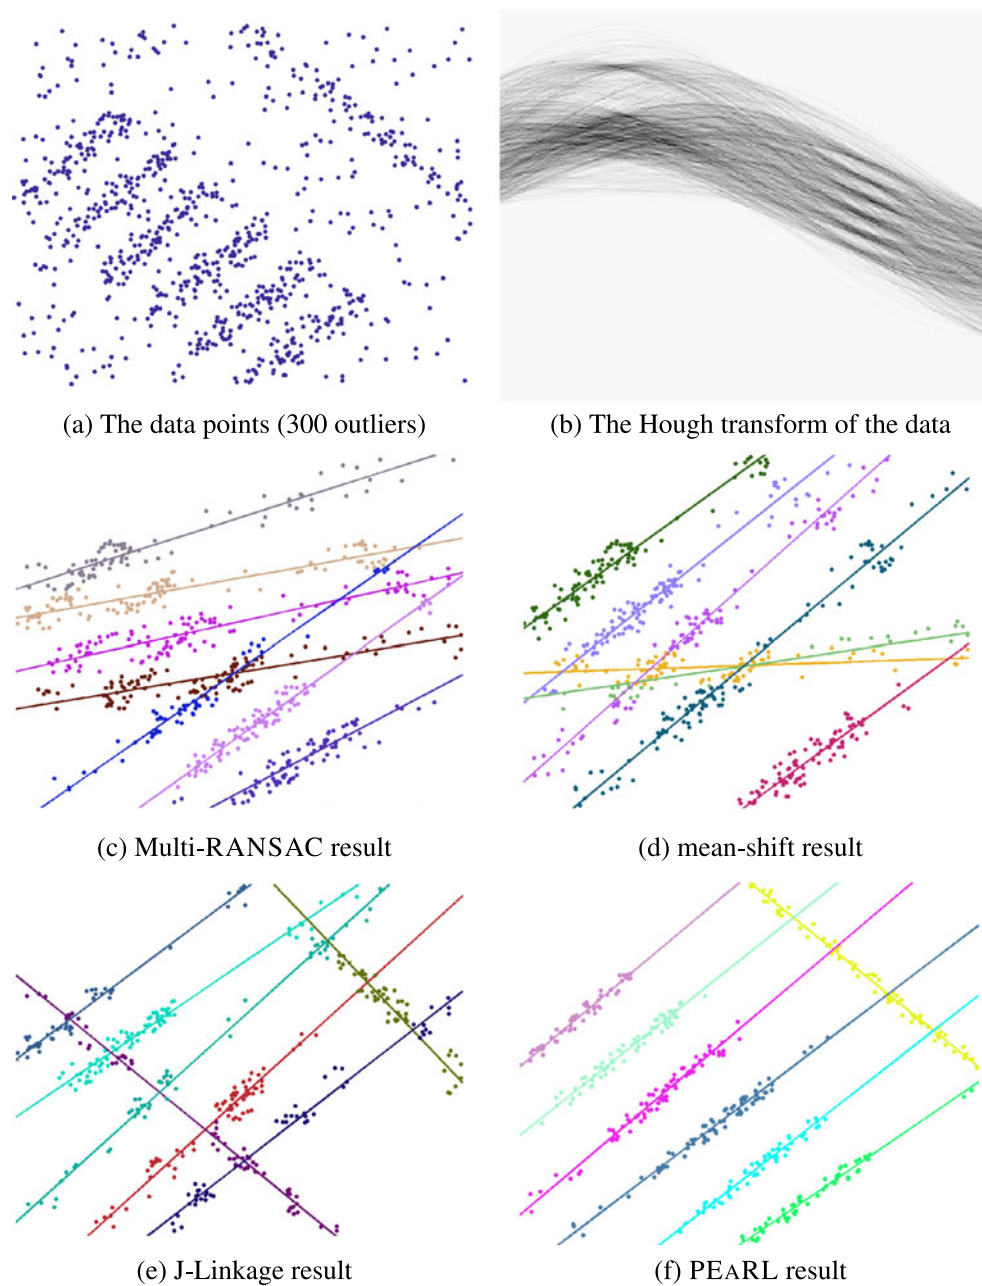 (a) The data points (300 outliers)
(b) The Hough transform of the data
(c) Multi-RANSAC result
(d) mean-shift result
(e) J-Linkage result
(f) PEARL result